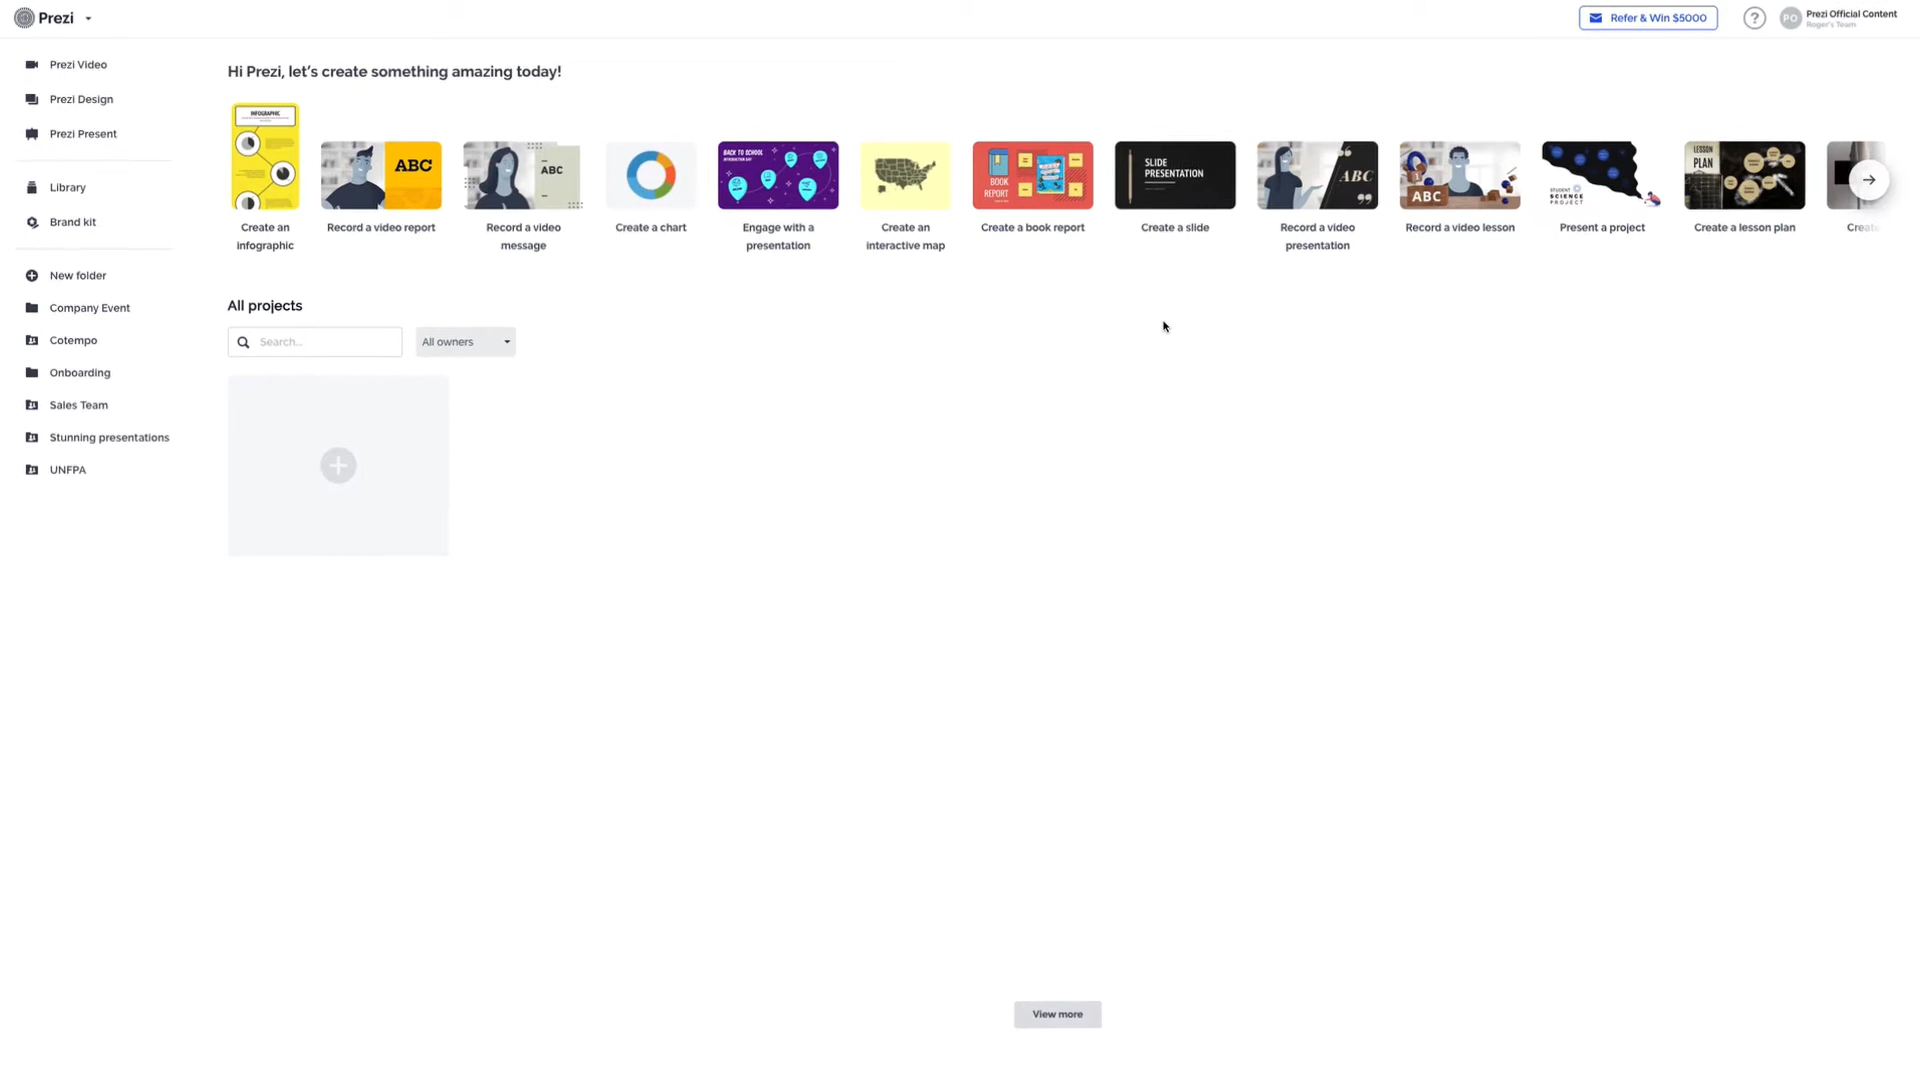 Prezi
Refer & Win $5000
?
PO
Prezi Official Content
Roger's Team
Prezi Video
Prezi Design
Prezi Present
Library
Brand kit
New folder
Company Event
Cotempo
Onboarding
Sales Team
Stunning presentations
UNFPA
Hi Prezi, let's create something amazing today!
INFOGRAPHIC
Create an
infographic
ABC
Record a video report
ABC
Record a video
message
Create a chart
BACK TO SCHOOL
INTRODUCTION DAY
Engage with a
presentation
Create an
interactive map
BOOK
REPORT
Create a book report
SLIDE
PRESENTATION
Create a slide
ABC
Record a video
presentation
ABC
Record a video lesson
STUDENT
SCIENCE
PROJECT
Present a project
LESSON
PLAN
Create a lesson plan
Create
All projects
Search...
All owners
View more